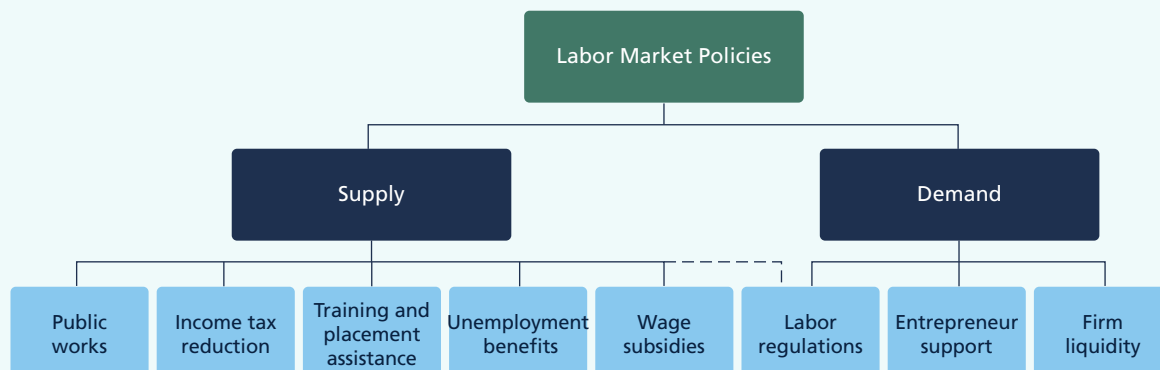 Labor Market Policies
Supply
Demand
Public
works
Income tax
reduction
Training and
placement
assistance
Unemployment
benefits
Wage
subsidies
Labor
regulations
Entrepreneur
support
Firm
liquidity